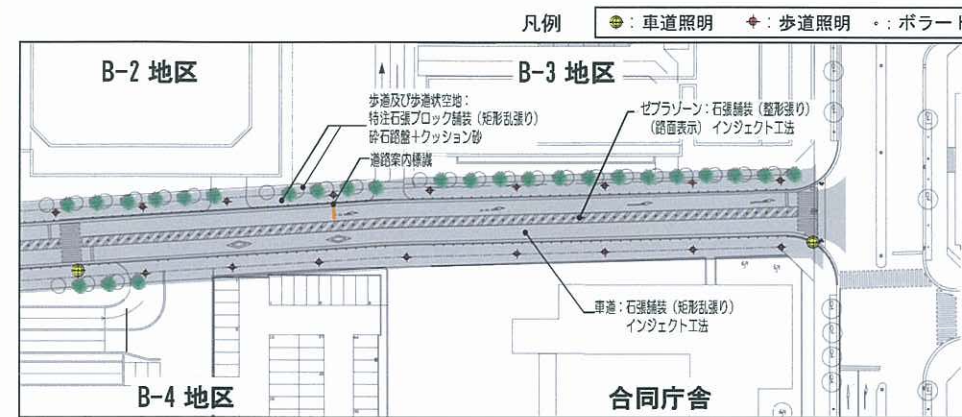 凡例
：車道照明 ：歩道照明 ：ボラード
B-2 地区
B-3 地区
歩道及び歩道状空地：
特注石張ブロック舗装（矩形乱張り）
砕石路盤＋クッション砂
道路案内標識
ゼブラゾーン：石張舗装（整形張り）
（路面表示） インジェクト工法
車道：石張舗装（矩形乱張り）
インジェクト工法
B-4 地区
合同庁舎